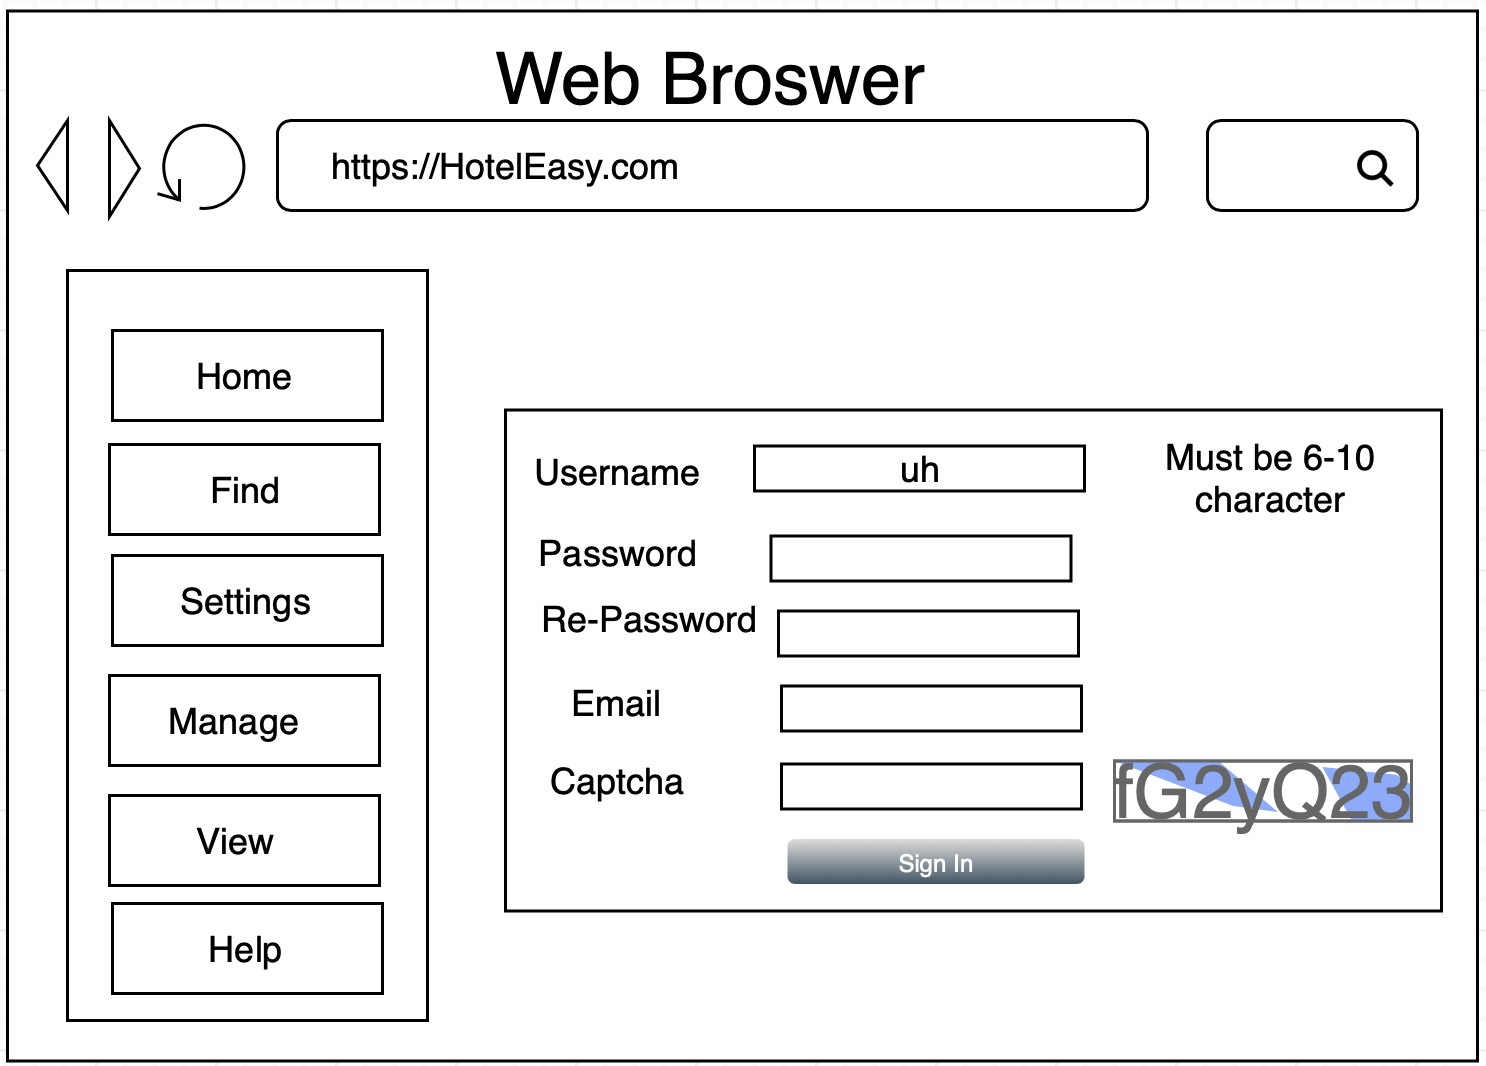 Web Broswer
https://HotelEasy.com
Home
Find
Settings
Manage
View
Help
Username
uh
Must be 6-10
character
Password
Re-Password
Email
Captcha
fG2yQ23
Sign In